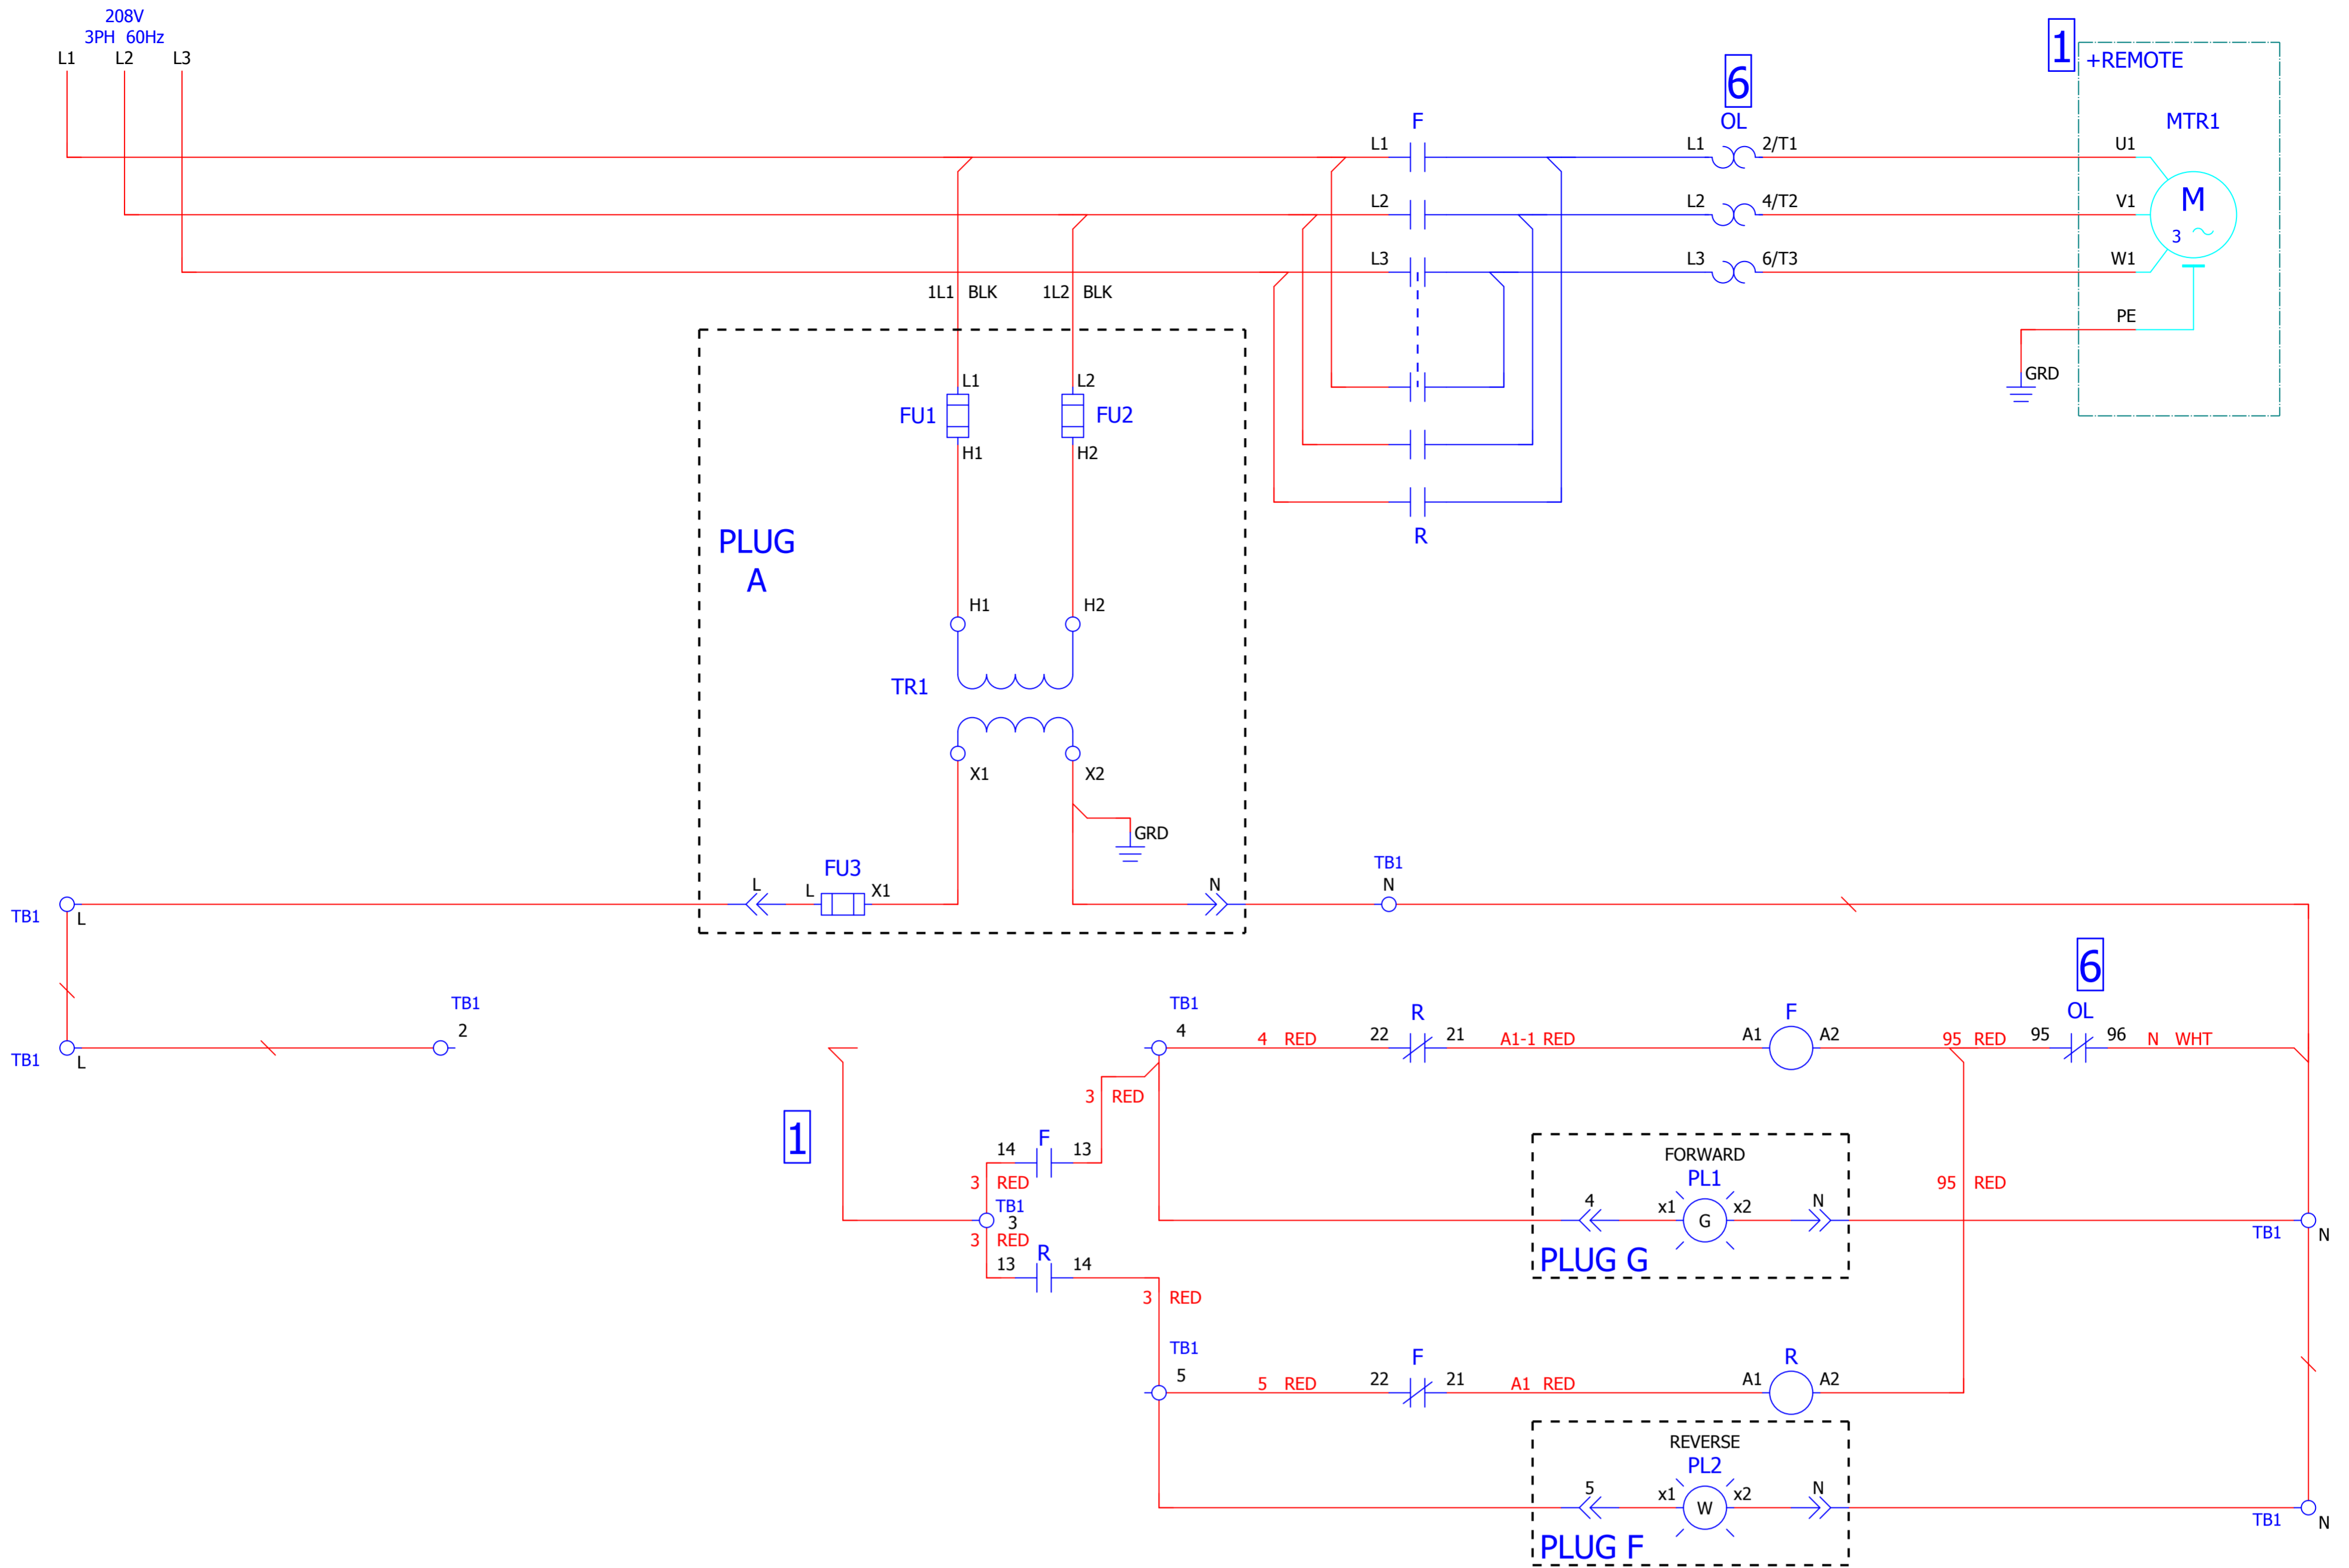 208V
3PH 60Hz
L1 L2 L3
1
+REMOTE
6
OL
F
MTR1
L1
L1 2/T1
U1
M
3
L2
L2 4/T2
V1
L3
L3 6/T3
W1
1L1 BLK 1L2 BLK
PE
GRD
L1 L2
FU1 FU2
H1 H2
R
PLUG
A
H1 H2
TR1
X1 X2
GRD
FU3
L L X1
N
TB1
N
TB1
L
6
TB1
2
TB1
L
TB1
4
4 RED
R
22 21
A1-1 RED
F
A1 A2
95 RED
OL
95 96
N WHT
3 RED
1
F
14 13
3 RED
TB1
3
3 RED
R
13 14
FORWARD
PL1
4 x1 G x2 N
PLUG G
95 RED
TB1
N
3 RED
TB1
5
5 RED
F
22 21
A1 RED
R
A1 A2
REVERSE
PL2
5 x1 W x2 N
PLUG F
TB1
N